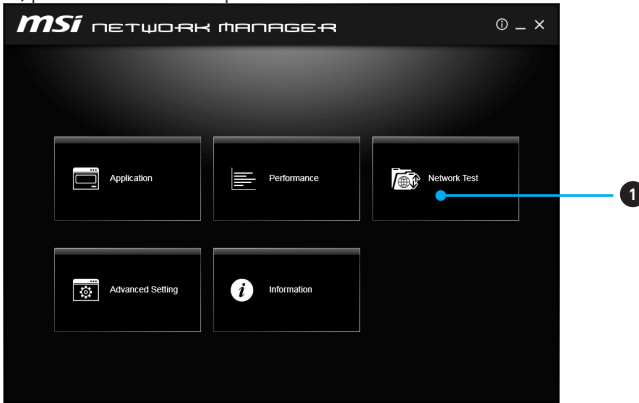 msi NETWORK MANAGER
Application
Performance
Network Test
1
Advanced Setting
Information